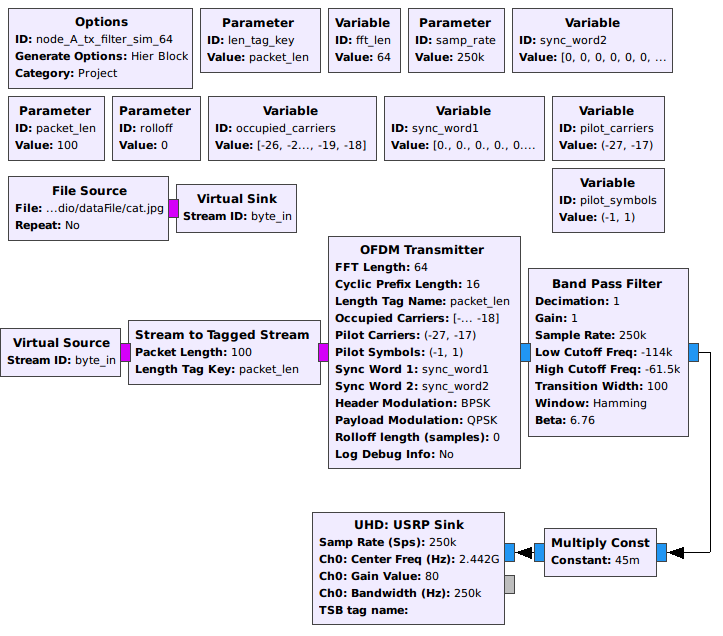 Options
ID: node_A_tx_filter_sim_64
Generate Options: Hier Block
Category: Project
Parameter
ID: len_tag_key
Value: packet_len
Variable
ID: fft_len
Value: 64
Parameter
ID: samp_rate
Value: 250k
Variable
ID: sync_word2
Value: [0, 0, 0, 0, 0, 0, ...
Parameter
ID: packet_len
Value: 100
Parameter
ID: rolloff
Value: 0
Variable
ID: occupied_carriers
Value: [-26, -2..., -19, -18]
Variable
ID: sync_word1
Value: [0., 0., 0., 0., 0....
Variable
ID: pilot_carriers
Value: (-27, -17)
File Source
File: ...dio/dataFile/cat.jpg
Repeat: No
Virtual Sink
Stream ID: byte_in
Variable
ID: pilot_symbols
Value: (-1, 1)
Virtual Source
Stream ID: byte_in
Stream to Tagged Stream
Packet Length: 100
Length Tag Key: packet_len
OFDM Transmitter
FFT Length: 64
Cyclic Prefix Length: 16
Length Tag Name: packet_len
Occupied Carriers: [-... -18]
Pilot Carriers: (-27, -17)
Pilot Symbols: (-1, 1)
Sync Word 1: sync_word1
Sync Word 2: sync_word2
Header Modulation: BPSK
Payload Modulation: QPSK
Rolloff length (samples): 0
Log Debug Info: No
Band Pass Filter
Decimation: 1
Gain: 1
Sample Rate: 250k
Low Cutoff Freq: -114k
High Cutoff Freq: -61.5k
Transition Width: 100
Window: Hamming
Beta: 6.76
UHD: USRP Sink
Samp Rate (Sps): 250k
Ch0: Center Freq (Hz): 2.442G
Ch0: Gain Value: 80
Ch0: Bandwidth (Hz): 250k
TSB tag name:
Multiply Const
Constant: 45m